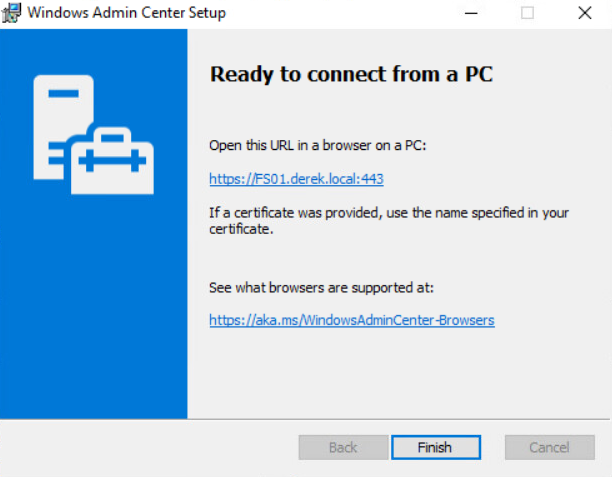 Windows Admin Center Setup
Ready to connect from a PC
Open this URL in a browser on a PC:
https://FS01.derek.local:443
If a certificate was provided, use the name specified in your
certificate.
See what browsers are supported at:
https://aka.ms/WindowsAdminCenter-Browsers
Back Finish Cancel